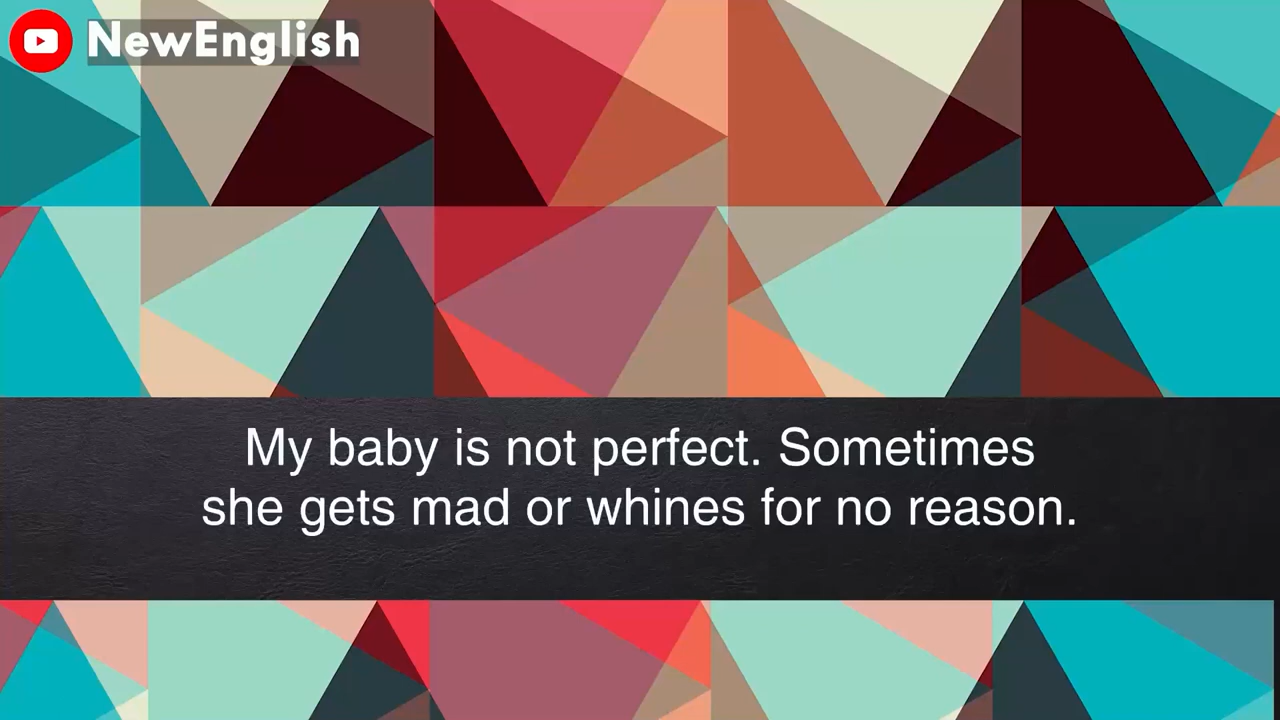 NewEnglish
My baby is not perfect. Sometimes
she gets mad or whines for no reason.